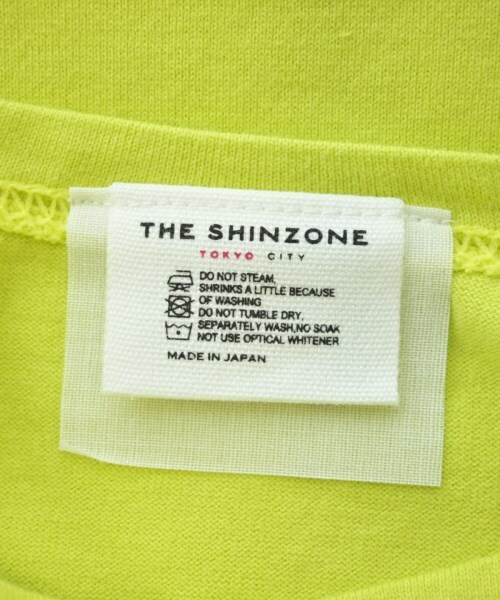 THE SHINZONE
TOKYO CITY
DO NOT STEAM,
SHRINKS A LITTLE BECAUSE
OF WASHING
DO NOT TUMBLE DRY,
SEPARATELY WASH,NO SOAK
NOT USE OPTICAL WHITENER
MADE IN JAPAN